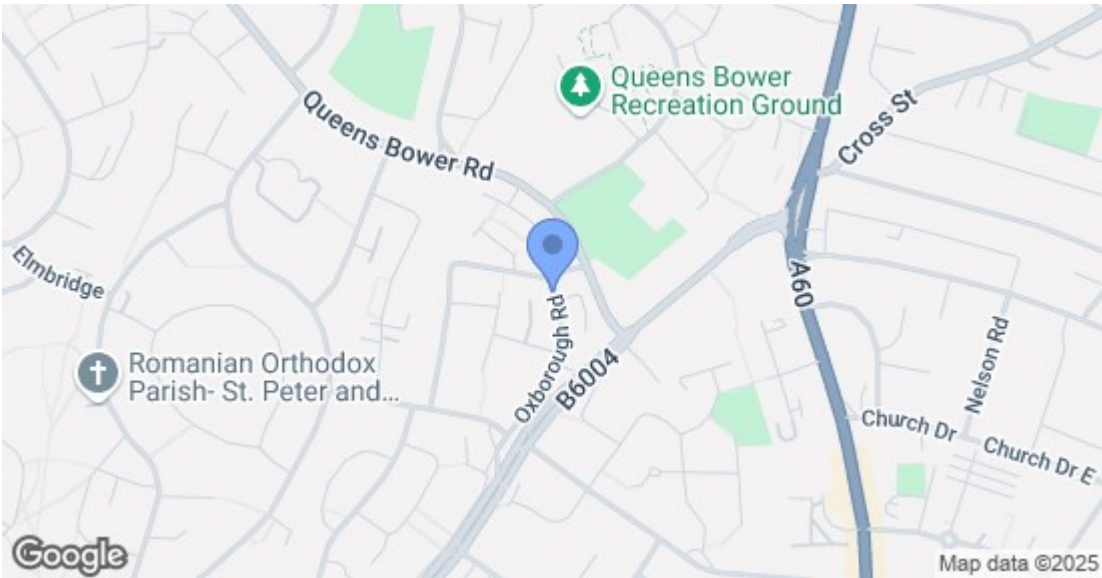 Queens Bower
Recreation Ground
Queens Bower Rd
Cross St
Elmbridge
A60
Oxborough Rd
B6004
Nelson Rd
Romanian Orthodox
Parish- St. Peter and...
Church Dr
Church Dr E
Google
Map data ©2025